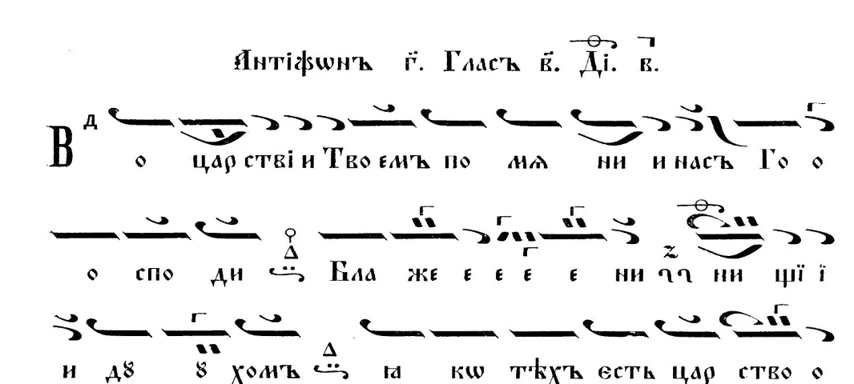 Антіфѡнъ г҃. Гласъ в҃. Ді. в.
В д о цар стві и Тво емъ по мѧ ни и насъ Го о
о спо ди Бла же е е е е ни ни щї ї
и дꙋ ꙋ хомъ ꙗ кѡ тѣхъ єсть цар ство о